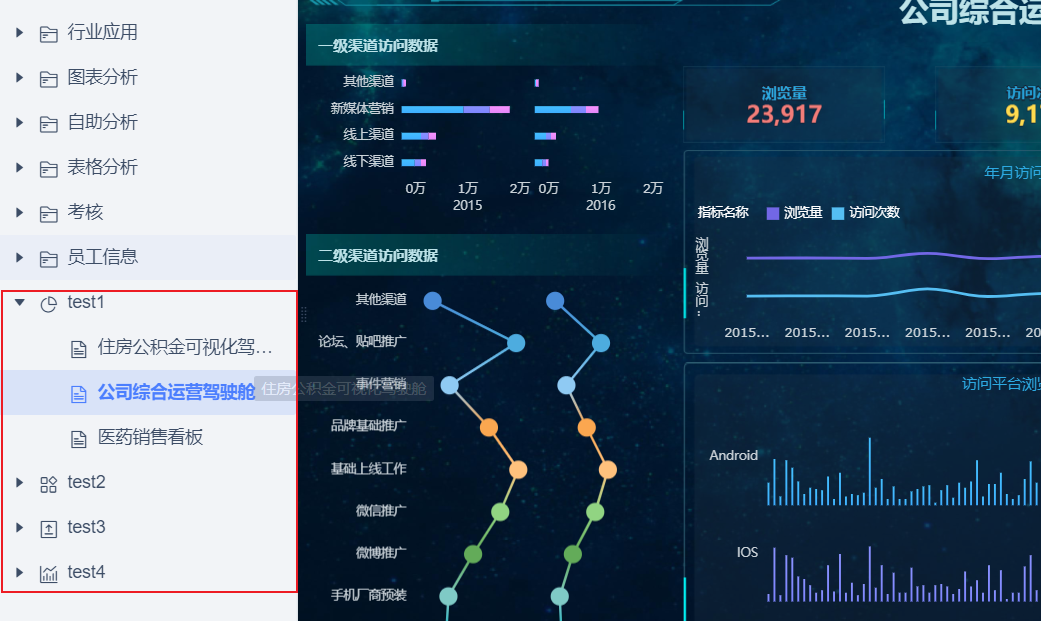 行业应用
图表分析
自助分析
表格分析
考核
员工信息
test1
住房公积金可视化驾…
公司综合运营驾驶舱
住房公积金可视化驾驶舱
医药销售看板
test2
test3
test4
公司综合运
一级渠道访问数据
其他渠道
新媒体营销
线上渠道
线下渠道
0万 1万 2万 0万 1万 2万
2015 2016
二级渠道访问数据
其他渠道
论坛、贴吧推广
事件营销
品牌基础推广
基础上线工作
微信推广
微博推广
手机厂商预装
浏览量
23,917
访问
9,1
年月访问
指标名称 浏览量 访问次数
浏览量 访问…
2015... 2015... 2015... 2015... 2015... 20
访问平台浏览
Android
IOS